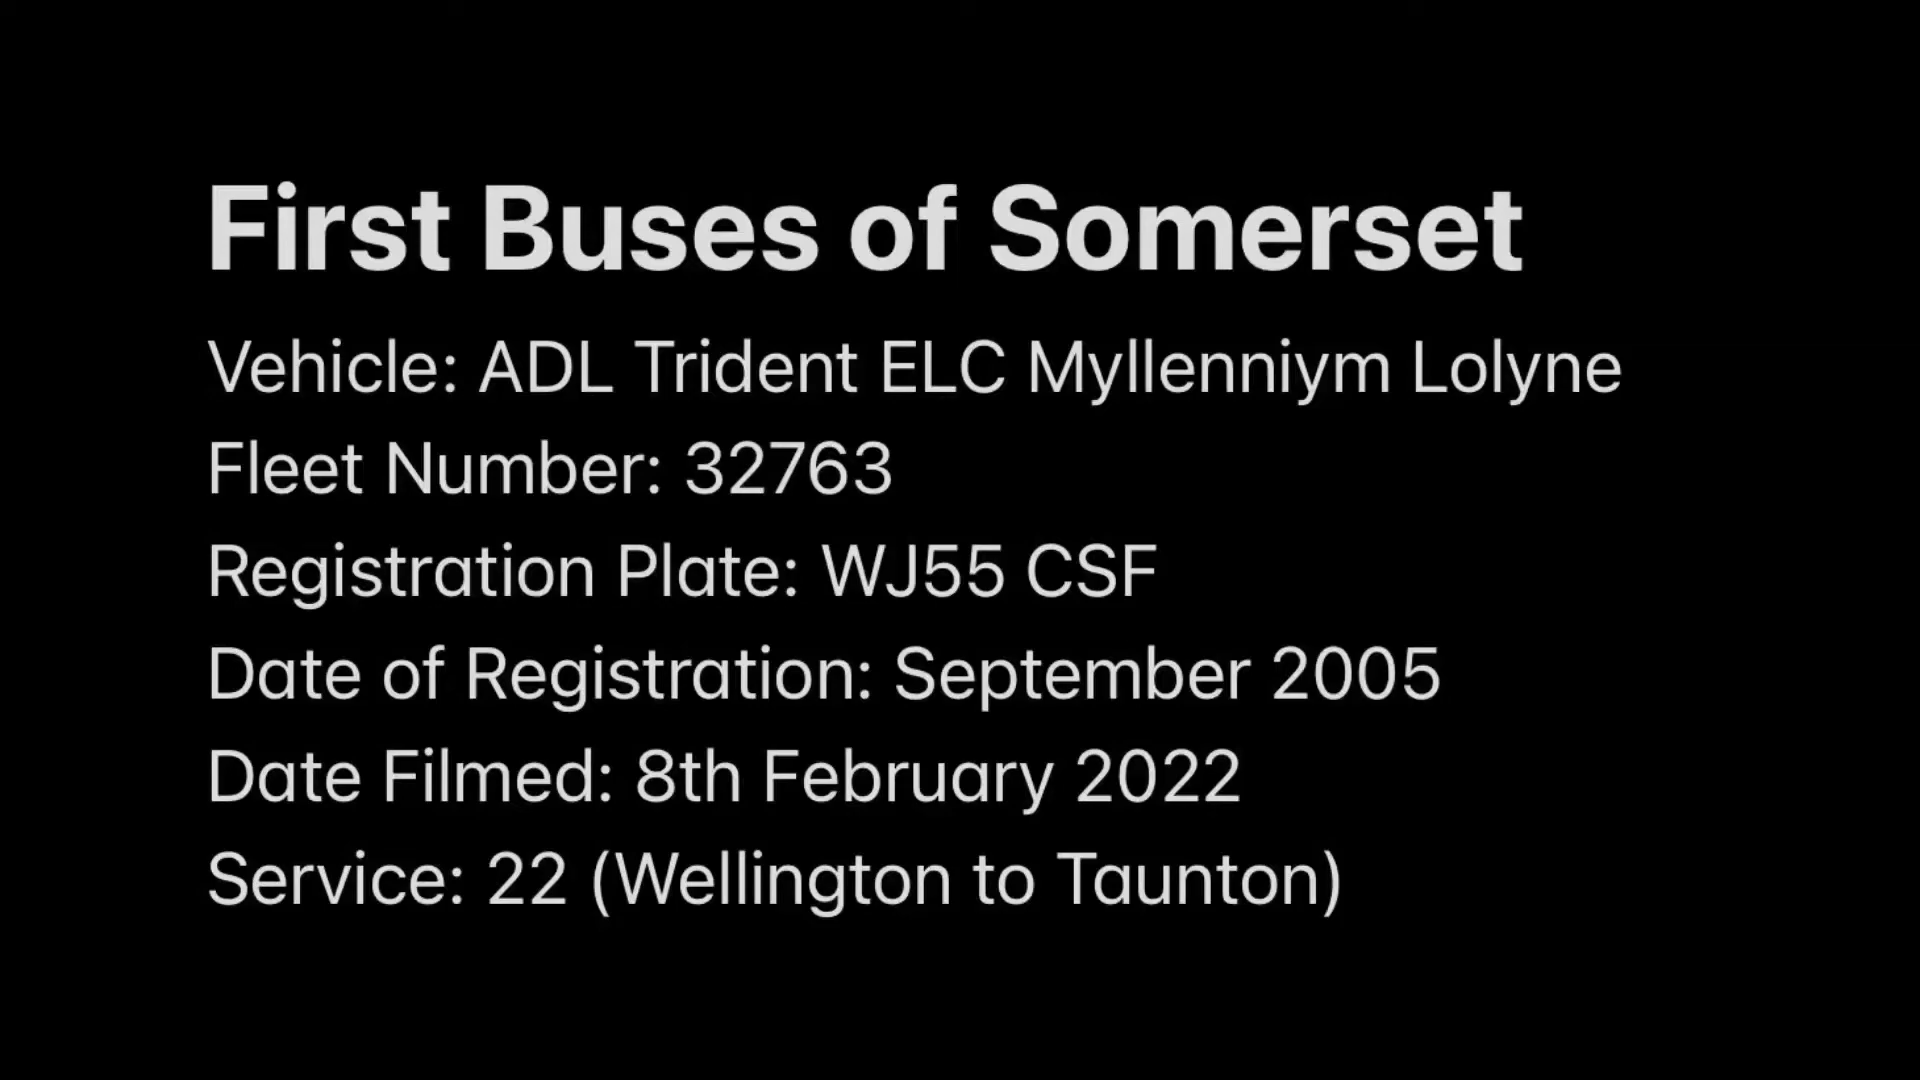 First Buses of Somerset
Vehicle: ADL Trident ELC Myllenniym Lolyne
Fleet Number: 32763
Registration Plate: WJ55 CSF
Date of Registration: September 2005
Date Filmed: 8th February 2022
Service: 22 (Wellington to Taunton)